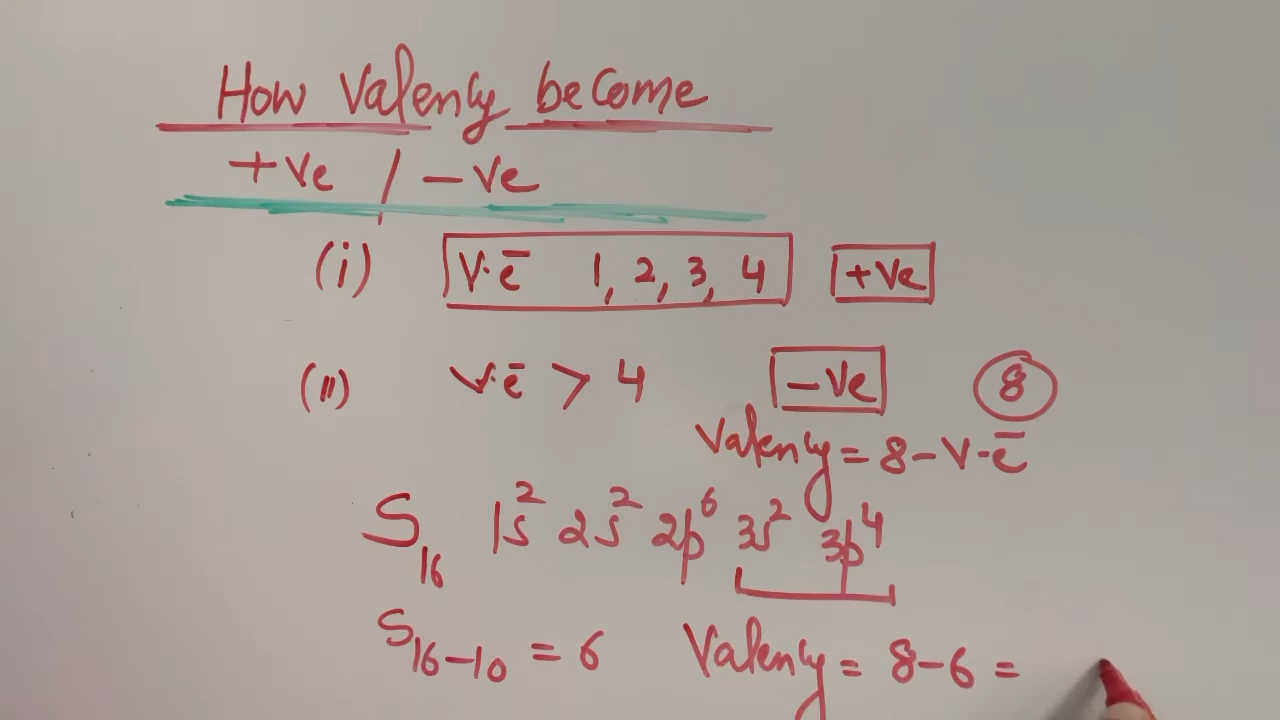 How Valency become
+ve / -ve
(i) V.e̅ 1, 2, 3, 4 +ve
(ii) V.e̅ > 4 -ve 8
Valency = 8 - V.e̅
S₁₆ 1s² 2s² 2p⁶ 3s² 3p⁴
S₁₆₋₁₀ = 6 Valency = 8 - 6 =